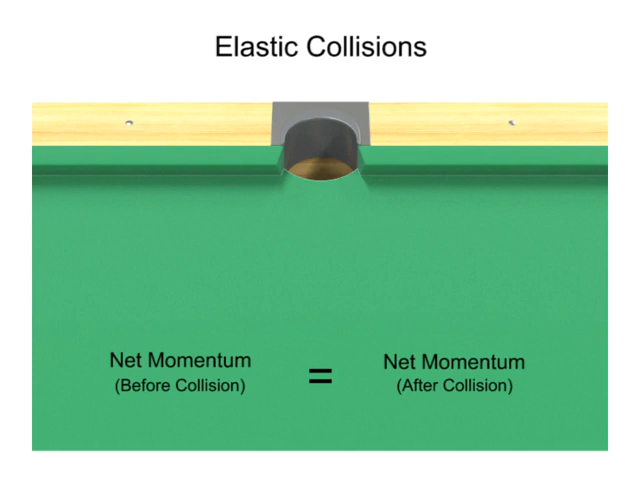 Elastic Collisions
Net Momentum
(Before Collision)
=
Net Momentum
(After Collision)